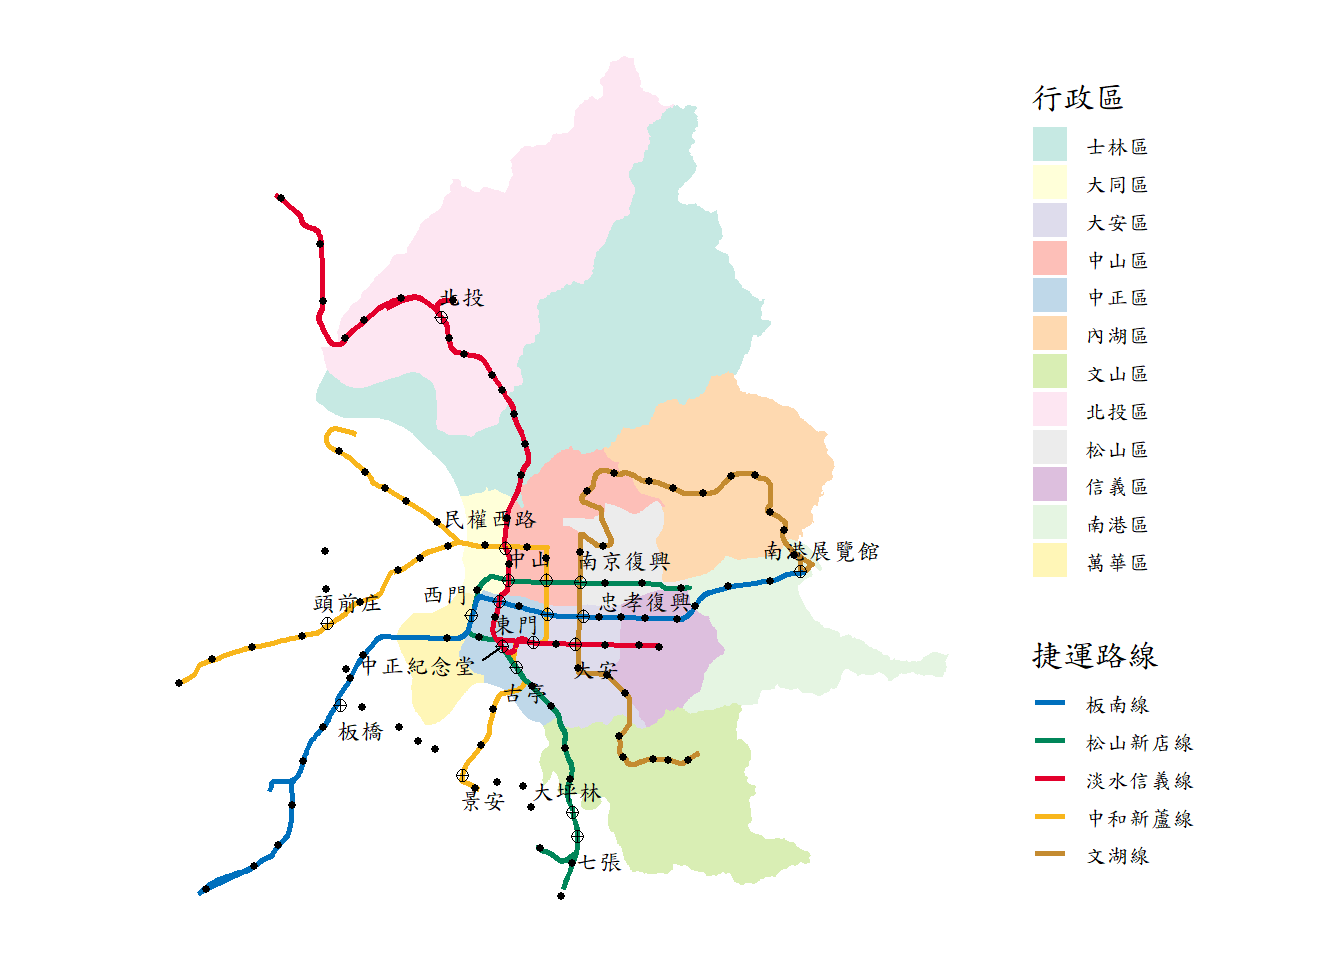 行政區
士林區
大同區
大安區
中山區
中正區
內湖區
文山區
北投區
松山區
信義區
南港區
萬華區
捷運路線
板南線
松山新店線
淡水信義線
中和新蘆線
文湖線
北投
民權西路
中山
南京復興
南港展覽館
西門
忠孝復興
頭前庄
東門
中正紀念堂
大安
古亭
板橋
景安
大坪林
七張